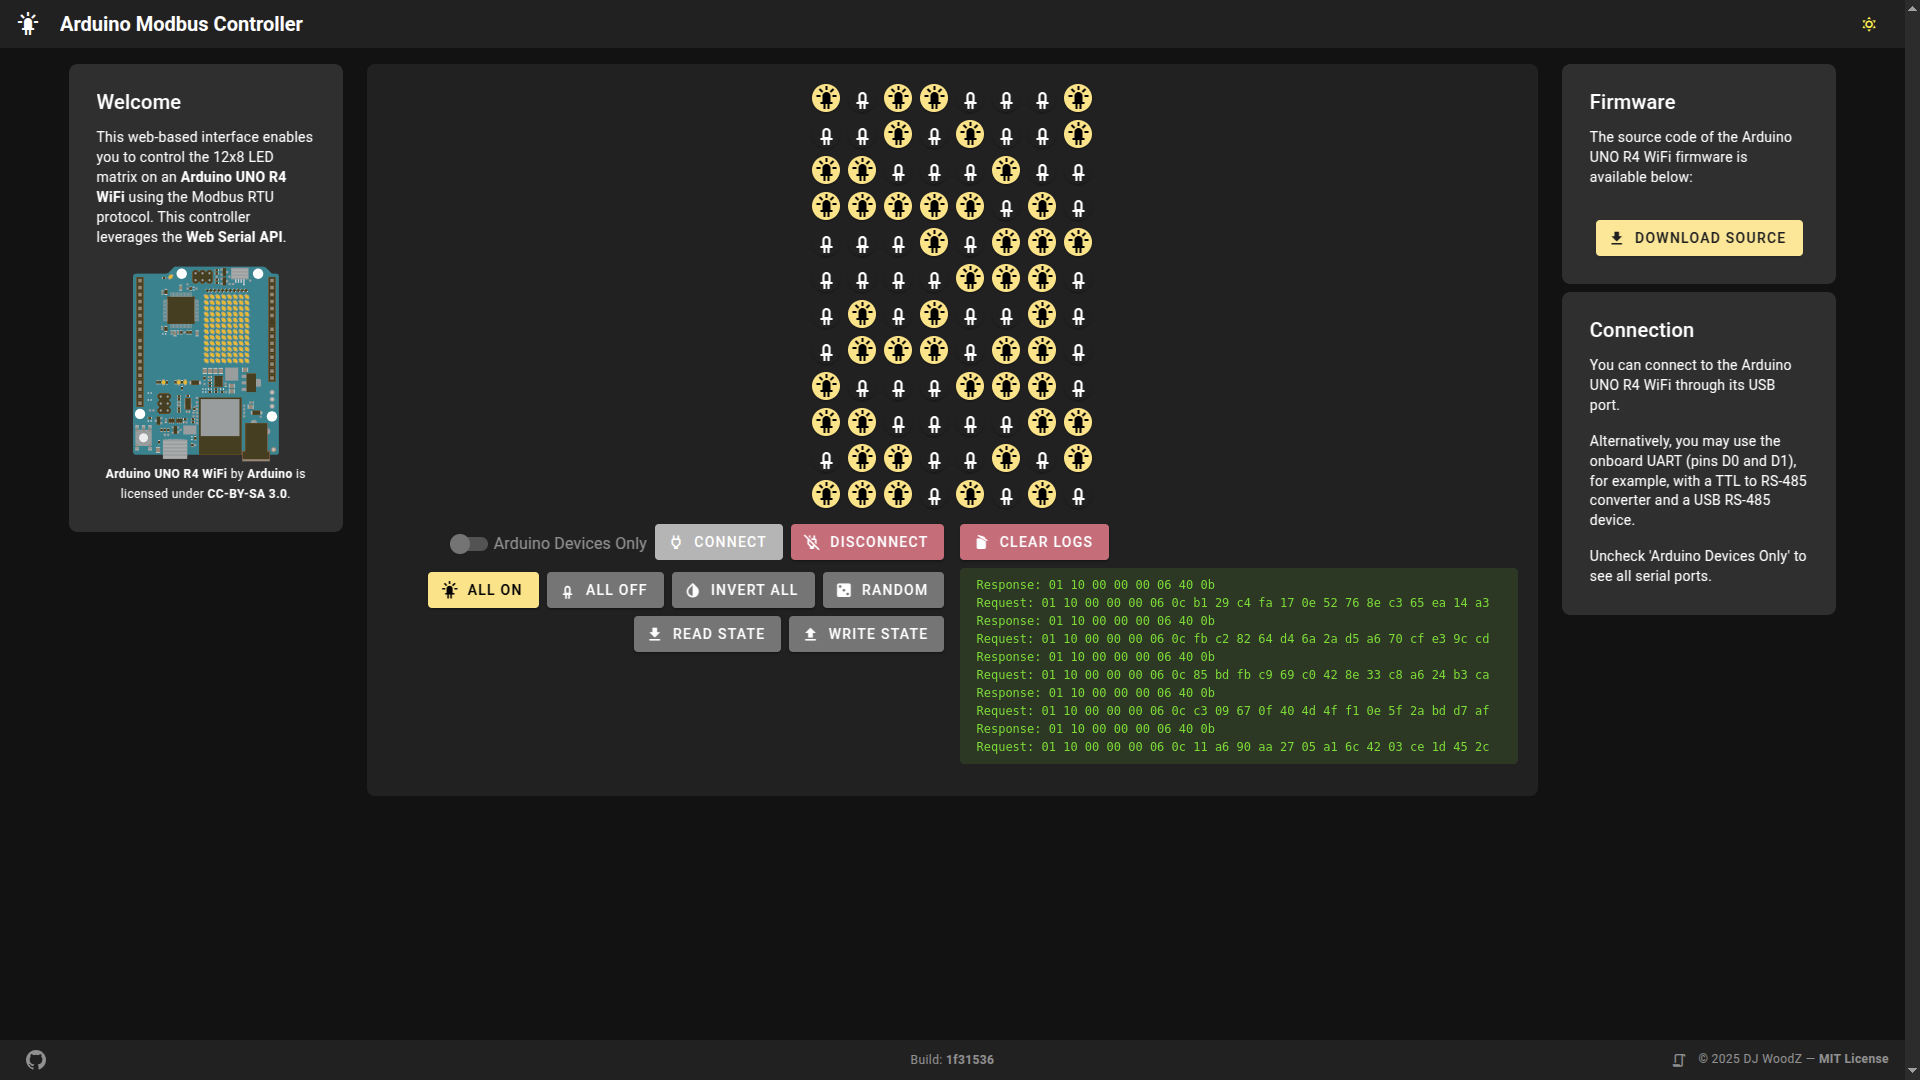 Arduino Modbus Controller
Welcome
This web-based interface enables
you to control the 12x8 LED
matrix on an Arduino UNO R4
WiFi using the Modbus RTU
protocol. This controller
leverages the Web Serial API.
Arduino UNO R4 WiFi by Arduino is
licensed under CC-BY-SA 3.0.
Arduino Devices Only
CONNECT
DISCONNECT
ALL ON
ALL OFF
INVERT ALL
RANDOM
READ STATE
WRITE STATE
CLEAR LOGS
Response: 01 10 00 00 00 06 40 0b
Request: 01 10 00 00 00 06 0c b1 29 c4 fa 17 0e 52 76 8e c3 65 ea 14 a3
Response: 01 10 00 00 00 06 40 0b
Request: 01 10 00 00 00 06 0c fb c2 82 64 d4 6a 2a d5 a6 70 cf e3 9c cd
Response: 01 10 00 00 00 06 40 0b
Request: 01 10 00 00 00 06 0c 85 bd fb c9 69 c0 42 8e 33 c8 a6 24 b3 ca
Response: 01 10 00 00 00 06 40 0b
Request: 01 10 00 00 00 06 0c c3 09 67 0f 40 4d 4f f1 0e 5f 2a bd d7 af
Response: 01 10 00 00 00 06 40 0b
Request: 01 10 00 00 00 06 0c 11 a6 90 aa 27 05 a1 6c 42 03 ce 1d 45 2c
Firmware
The source code of the Arduino
UNO R4 WiFi firmware is
available below:
DOWNLOAD SOURCE
Connection
You can connect to the Arduino
UNO R4 WiFi through its USB
port.
Alternatively, you may use the
onboard UART (pins D0 and D1),
for example, with a TTL to RS-485
converter and a USB RS-485
device.
Uncheck 'Arduino Devices Only' to
see all serial ports.
Build: 1f31536
© 2025 DJ WoodZ — MIT License